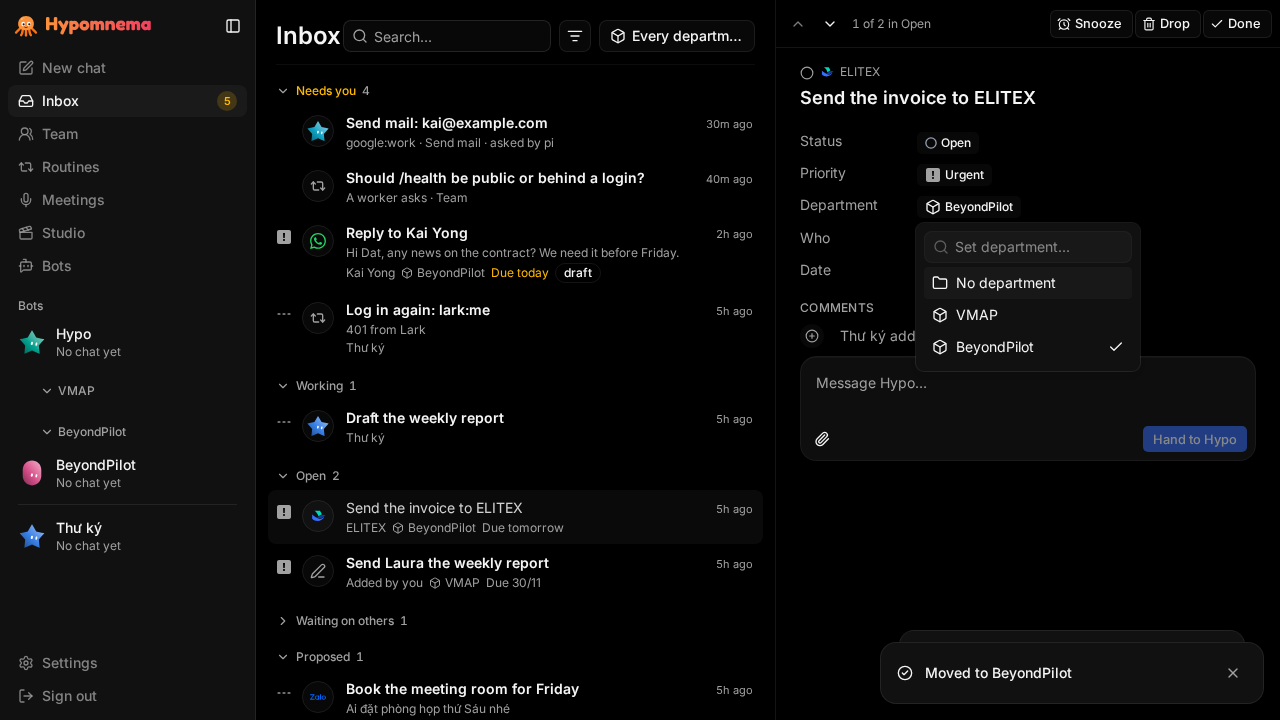 Hypomnema
New chat
Inbox
5
Team
Routines
Meetings
Studio
Bots
Bots
Hypo
No chat yet
VMAP
BeyondPilot
BeyondPilot
No chat yet
Thư ký
No chat yet
Settings
Sign out
Inbox
Search...
Every departm...
Needs you 4
Send mail: kai@example.com
30m ago
google:work · Send mail · asked by pi
Should /health be public or behind a login?
40m ago
A worker asks · Team
Reply to Kai Yong
2h ago
Hi Dat, any news on the contract? We need it before Friday.
Kai Yong BeyondPilot Due today draft
Log in again: lark:me
5h ago
401 from Lark
Thư ký
Working 1
Draft the weekly report
5h ago
Thư ký
Open 2
Send the invoice to ELITEX
5h ago
ELITEX BeyondPilot Due tomorrow
Send Laura the weekly report
5h ago
Added by you VMAP Due 30/11
Waiting on others 1
Proposed 1
Zalo
Book the meeting room for Friday
5h ago
Ai đặt phòng họp thứ Sáu nhé
1 of 2 in Open
Snooze
Drop
Done
ELITEX
Send the invoice to ELITEX
Status
Open
Priority
Urgent
Department
BeyondPilot
Who
Date
Set department...
No department
VMAP
BeyondPilot
COMMENTS
Thư ký add
Message Hypo...
Hand to Hypo
Moved to BeyondPilot